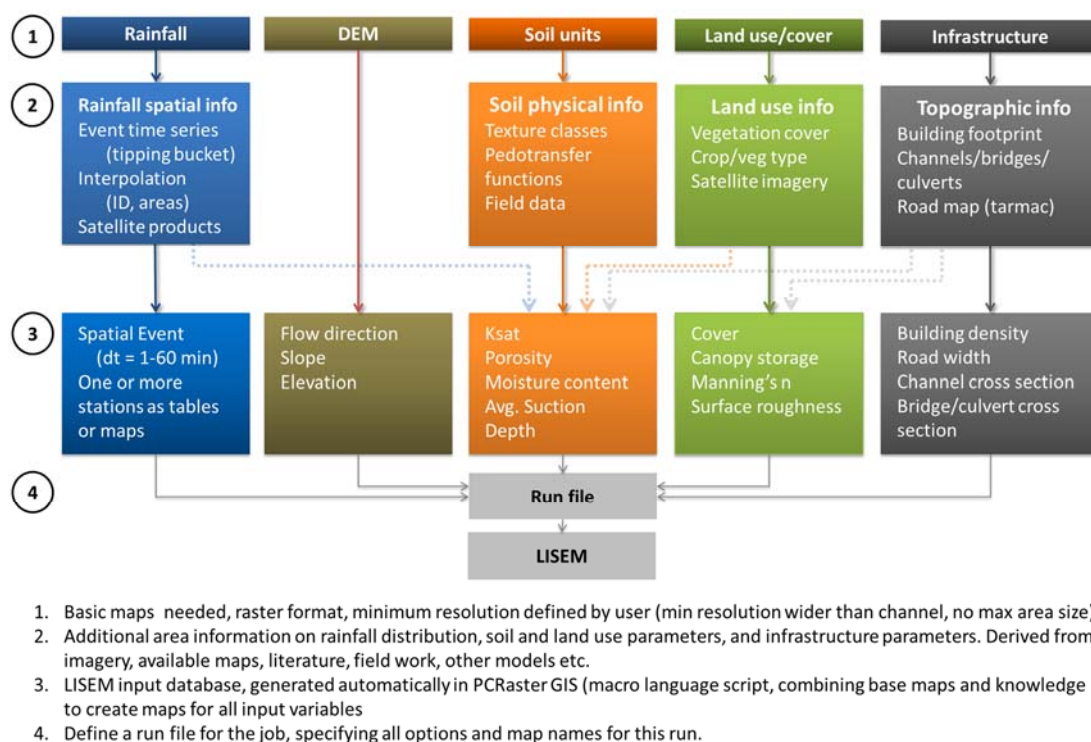 1
Rainfall
DEM
Soil units
Land use/cover
Infrastructure
2
Rainfall spatial info
Event time series
(tipping bucket)
Interpolation
(ID, areas)
Satellite products
Soil physical info
Texture classes
Pedotransfer
functions
Field data
Land use info
Vegetation cover
Crop/veg type
Satellite imagery
Topographic info
Building footprint
Channels/bridges/
culverts
Road map (tarmac)
3
Spatial Event
(dt = 1-60 min)
One or more
stations as tables
or maps
Flow direction
Slope
Elevation
Ksat
Porosity
Moisture content
Avg. Suction
Depth
Cover
Canopy storage
Manning's n
Surface roughness
Building density
Road width
Channel cross section
Bridge/culvert cross
section
4
Run file
LISEM
1. Basic maps needed, raster format, minimum resolution defined by user (min resolution wider than channel, no max area size)
2. Additional area information on rainfall distribution, soil and land use parameters, and infrastructure parameters. Derived from
imagery, available maps, literature, field work, other models etc.
3. LISEM input database, generated automatically in PCRaster GIS (macro language script, combining base maps and knowledge
to create maps for all input variables
4. Define a run file for the job, specifying all options and map names for this run.